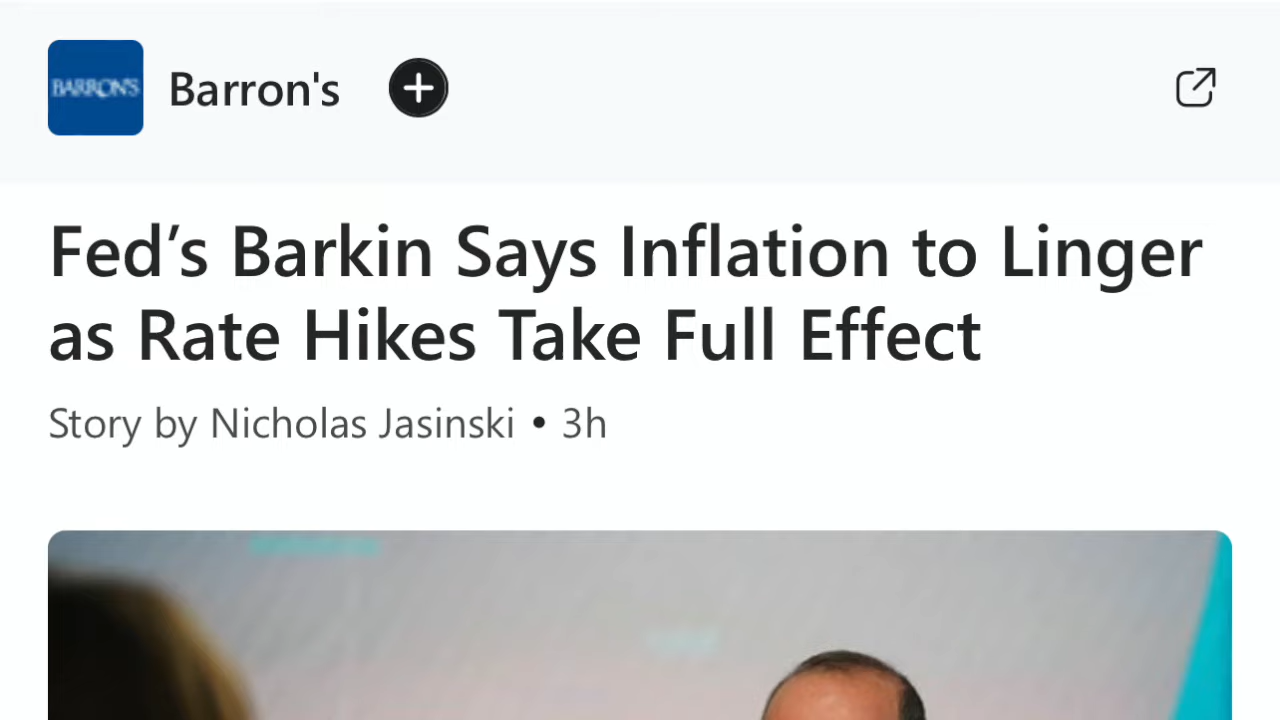 BARRON'S
Barron's
Fed’s Barkin Says Inflation to Linger
as Rate Hikes Take Full Effect
Story by Nicholas Jasinski • 3h